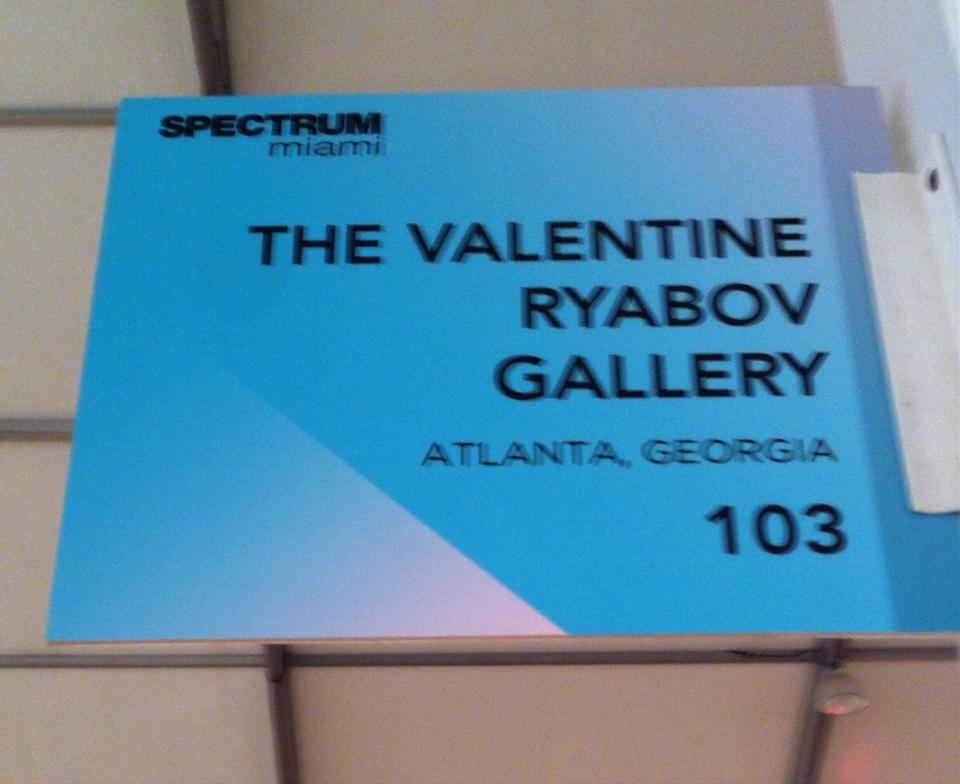 SPECTRUM
miami
THE VALENTINE
RYABOV
GALLERY
ATLANTA, GEORGIA
103